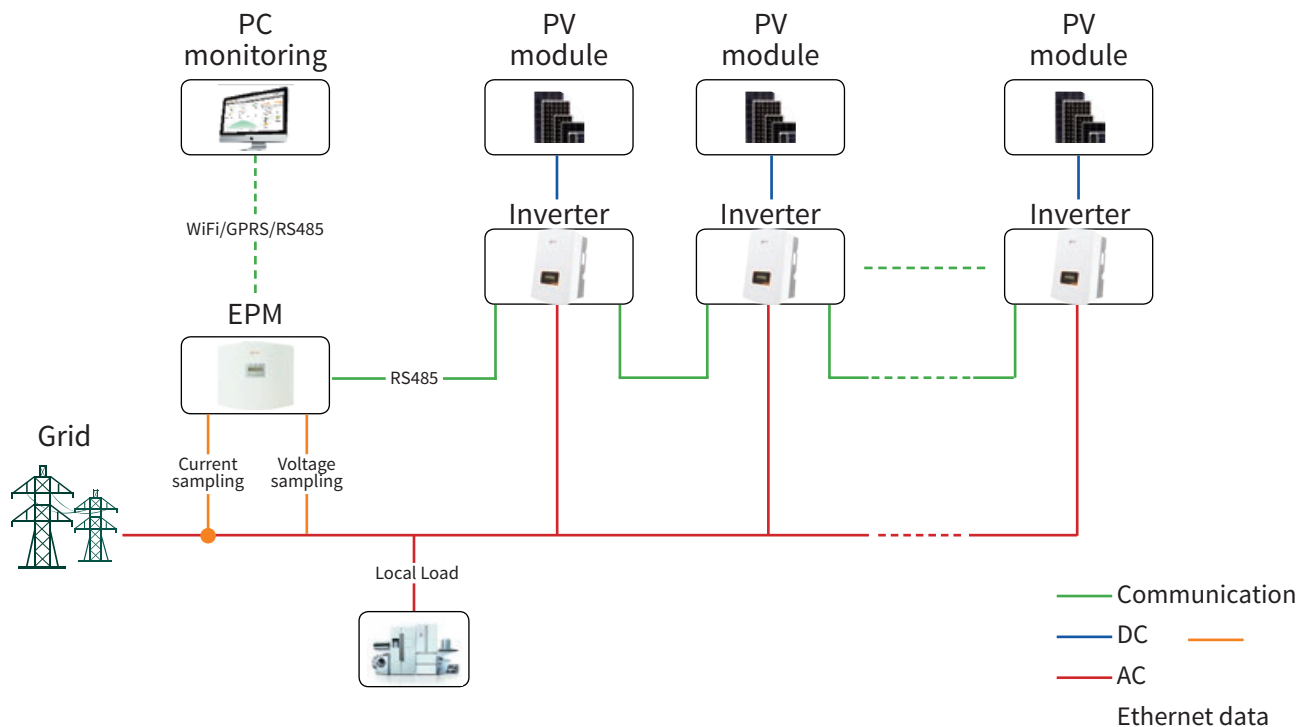 PC
monitoring
PV
module
PV
module
PV
module
WiFi/GPRS/RS485
Inverter
Inverter
Inverter
EPM
RS485
Grid
Current
sampling
Voltage
sampling
Local Load
Communication
DC
AC
Ethernet data